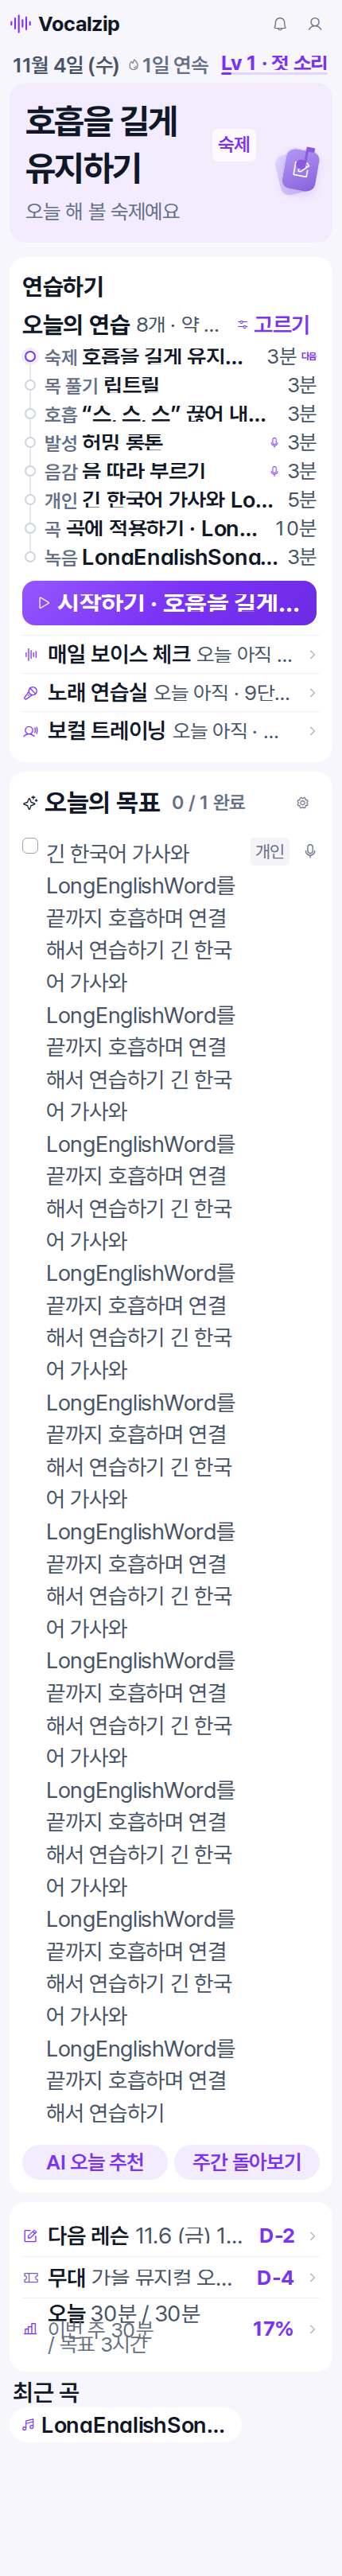 Vocalzip
11월 4일 (수) 1일 연속 Lv 1 · 첫 소리
호흡을 길게
유지하기
숙제
오늘 해 볼 숙제예요
연습하기
오늘의 연습 8개 · 약 ... 고르기
숙제 호흡을 길게 유지... 3분 다음
목 풀기 립트릴 3분
호흡 “스, 스, 스” 끊어 내... 3분
발성 허밍 롱톤 3분
음감 음 따라 부르기 3분
개인 긴 한국어 가사와 Lo... 5분
곡 곡에 적용하기 · Lon... 10분
녹음 LongEnglishSong... 3분
시작하기 · 호흡을 길게...
매일 보이스 체크 오늘 아직 ...
노래 연습실 오늘 아직 · 9단...
보컬 트레이닝 오늘 아직 · ...
오늘의 목표 0 / 1 완료
긴 한국어 가사와 개인
LongEnglishWord를
끝까지 호흡하며 연결
해서 연습하기 긴 한국
어 가사와
LongEnglishWord를
끝까지 호흡하며 연결
해서 연습하기 긴 한국
어 가사와
LongEnglishWord를
끝까지 호흡하며 연결
해서 연습하기 긴 한국
어 가사와
LongEnglishWord를
끝까지 호흡하며 연결
해서 연습하기 긴 한국
어 가사와
LongEnglishWord를
끝까지 호흡하며 연결
해서 연습하기 긴 한국
어 가사와
LongEnglishWord를
끝까지 호흡하며 연결
해서 연습하기 긴 한국
어 가사와
LongEnglishWord를
끝까지 호흡하며 연결
해서 연습하기 긴 한국
어 가사와
LongEnglishWord를
끝까지 호흡하며 연결
해서 연습하기 긴 한국
어 가사와
LongEnglishWord를
끝까지 호흡하며 연결
해서 연습하기 긴 한국
어 가사와
LongEnglishWord를
끝까지 호흡하며 연결
해서 연습하기
AI 오늘 추천 주간 돌아보기
다음 레슨 11.6 (금) 1... D-2
무대 가을 뮤지컬 오... D-4
오늘 30분 / 30분
이번 주 30분
/ 목표 3시간 17%
최근 곡
LongEnglishSon...